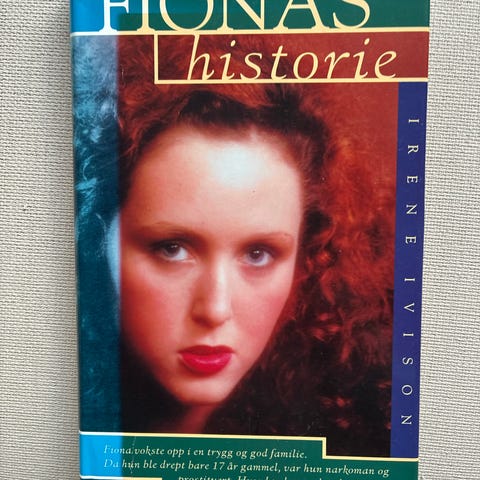 FIONAS
historie
IRENE IVISON
Fiona vokste opp i en trygg og god familie.
Da hun ble drept bare 17 år gammel, var hun narkoman og
prostituert.